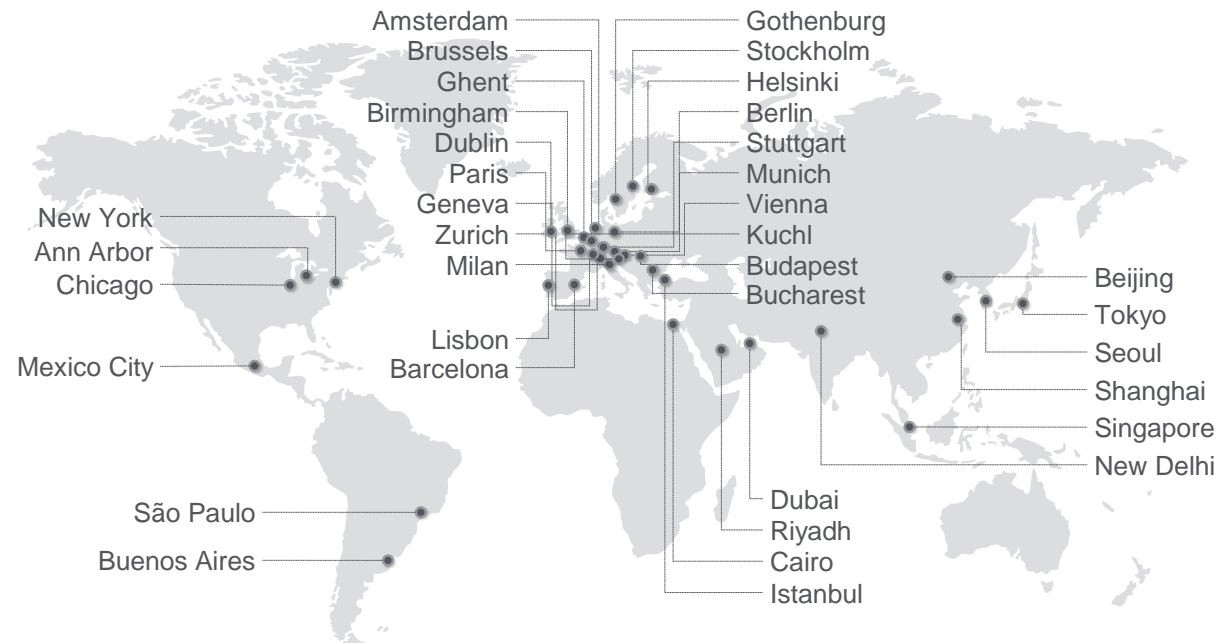 Amsterdam
Brussels
Ghent
Birmingham
Dublin
Paris
Geneva
Zurich
Milan
Lisbon
Barcelona
New York
Ann Arbor
Chicago
Mexico City
São Paulo
Buenos Aires
Gothenburg
Stockholm
Helsinki
Berlin
Stuttgart
Munich
Vienna
Kuchl
Budapest
Bucharest
Beijing
Tokyo
Seoul
Shanghai
Singapore
New Delhi
Dubai
Riyadh
Cairo
Istanbul